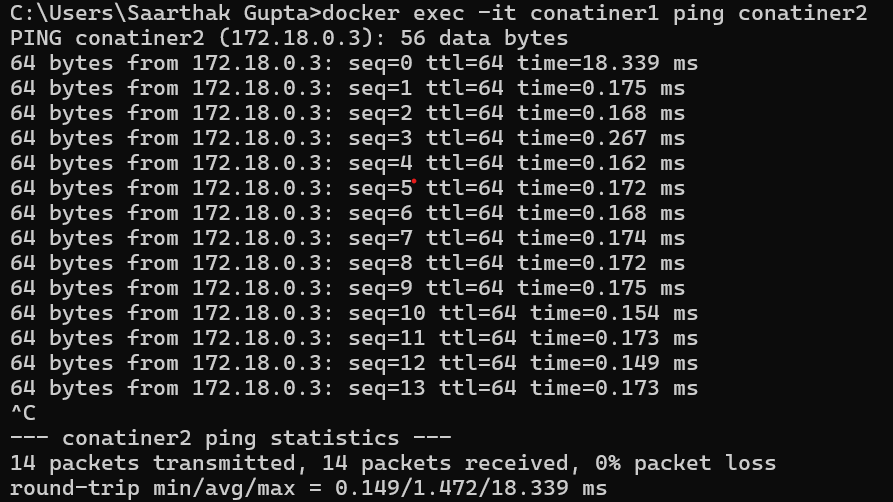 C:\Users\Saarthak Gupta>docker exec -it conatiner1 ping conatiner2
PING conatiner2 (172.18.0.3): 56 data bytes
64 bytes from 172.18.0.3: seq=0 ttl=64 time=18.339 ms
64 bytes from 172.18.0.3: seq=1 ttl=64 time=0.175 ms
64 bytes from 172.18.0.3: seq=2 ttl=64 time=0.168 ms
64 bytes from 172.18.0.3: seq=3 ttl=64 time=0.267 ms
64 bytes from 172.18.0.3: seq=4 ttl=64 time=0.162 ms
64 bytes from 172.18.0.3: seq=5 ttl=64 time=0.172 ms
64 bytes from 172.18.0.3: seq=6 ttl=64 time=0.168 ms
64 bytes from 172.18.0.3: seq=7 ttl=64 time=0.174 ms
64 bytes from 172.18.0.3: seq=8 ttl=64 time=0.172 ms
64 bytes from 172.18.0.3: seq=9 ttl=64 time=0.175 ms
64 bytes from 172.18.0.3: seq=10 ttl=64 time=0.154 ms
64 bytes from 172.18.0.3: seq=11 ttl=64 time=0.173 ms
64 bytes from 172.18.0.3: seq=12 ttl=64 time=0.149 ms
64 bytes from 172.18.0.3: seq=13 ttl=64 time=0.173 ms
^C
--- conatiner2 ping statistics ---
14 packets transmitted, 14 packets received, 0% packet loss
round-trip min/avg/max = 0.149/1.472/18.339 ms